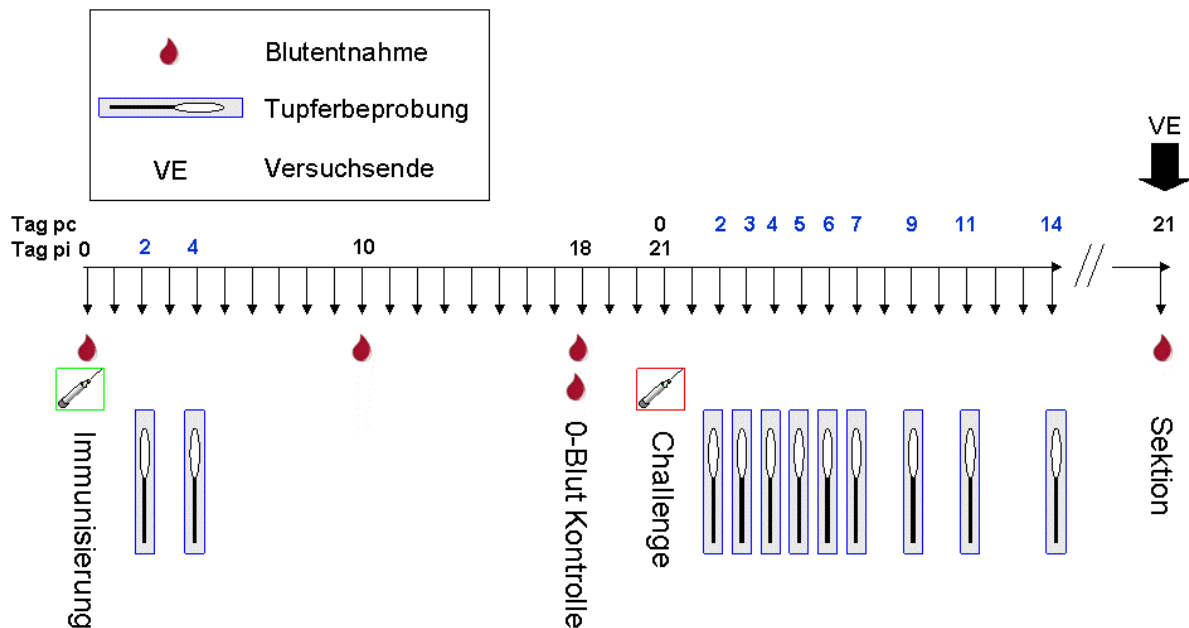 Blutentnahme
Tupferbeprobung
VE Versuchsende
VE
Tag pc 0 2 3 4 5 6 7 9 11 14 21
Tag pi 0 2 4 10 18 21
Immunisierung
0-Blut Kontrolle
Challenge
Sektion